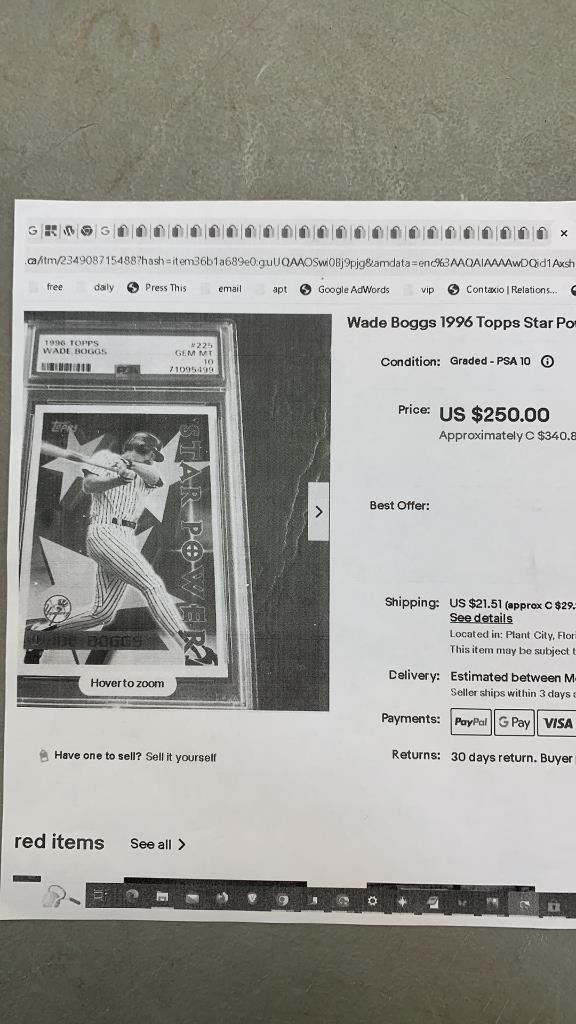 .ca/itm/234908715488?hash=item36b1a689e0:g:uUQAAOSwi0Bj9pjg&amdata=enc%3AAQAIAAAAwDQid1Axsh
free daily Press This email apt Google AdWords vip Contaxio | Relations...
1996 TOPPS #225
WADE BOGGS GEM MT
10
PSA 71095499
Topps
STAR POWER
WADE BOGGS
Hover to zoom
Have one to sell? Sell it yourself
Wade Boggs 1996 Topps Star Po
Condition: Graded - PSA 10
Price: US $250.00
Approximately C $340.8
Best Offer:
Shipping: US $21.51 (approx C $29.
See details
Located in: Plant City, Flor
This item may be subject t
Delivery: Estimated between M
Seller ships within 3 days
Payments: PayPal G Pay VISA
Returns: 30 days return. Buyer
red items See all >